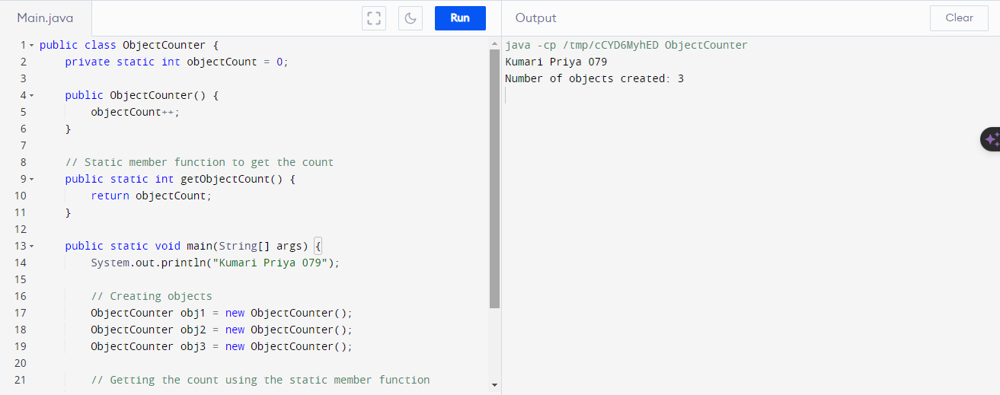 Main.java
Run
Output
Clear
1 public class ObjectCounter {
2 private static int objectCount = 0;
3
4 public ObjectCounter() {
5 objectCount++;
6 }
7
8 // Static member function to get the count
9 public static int getObjectCount() {
10 return objectCount;
11 }
12
13 public static void main(String[] args) {
14 System.out.println("Kumari Priya 079");
15
16 // Creating objects
17 ObjectCounter obj1 = new ObjectCounter();
18 ObjectCounter obj2 = new ObjectCounter();
19 ObjectCounter obj3 = new ObjectCounter();
20
21 // Getting the count using the static member function
java -cp /tmp/cCYD6MyhED ObjectCounter
Kumari Priya 079
Number of objects created: 3